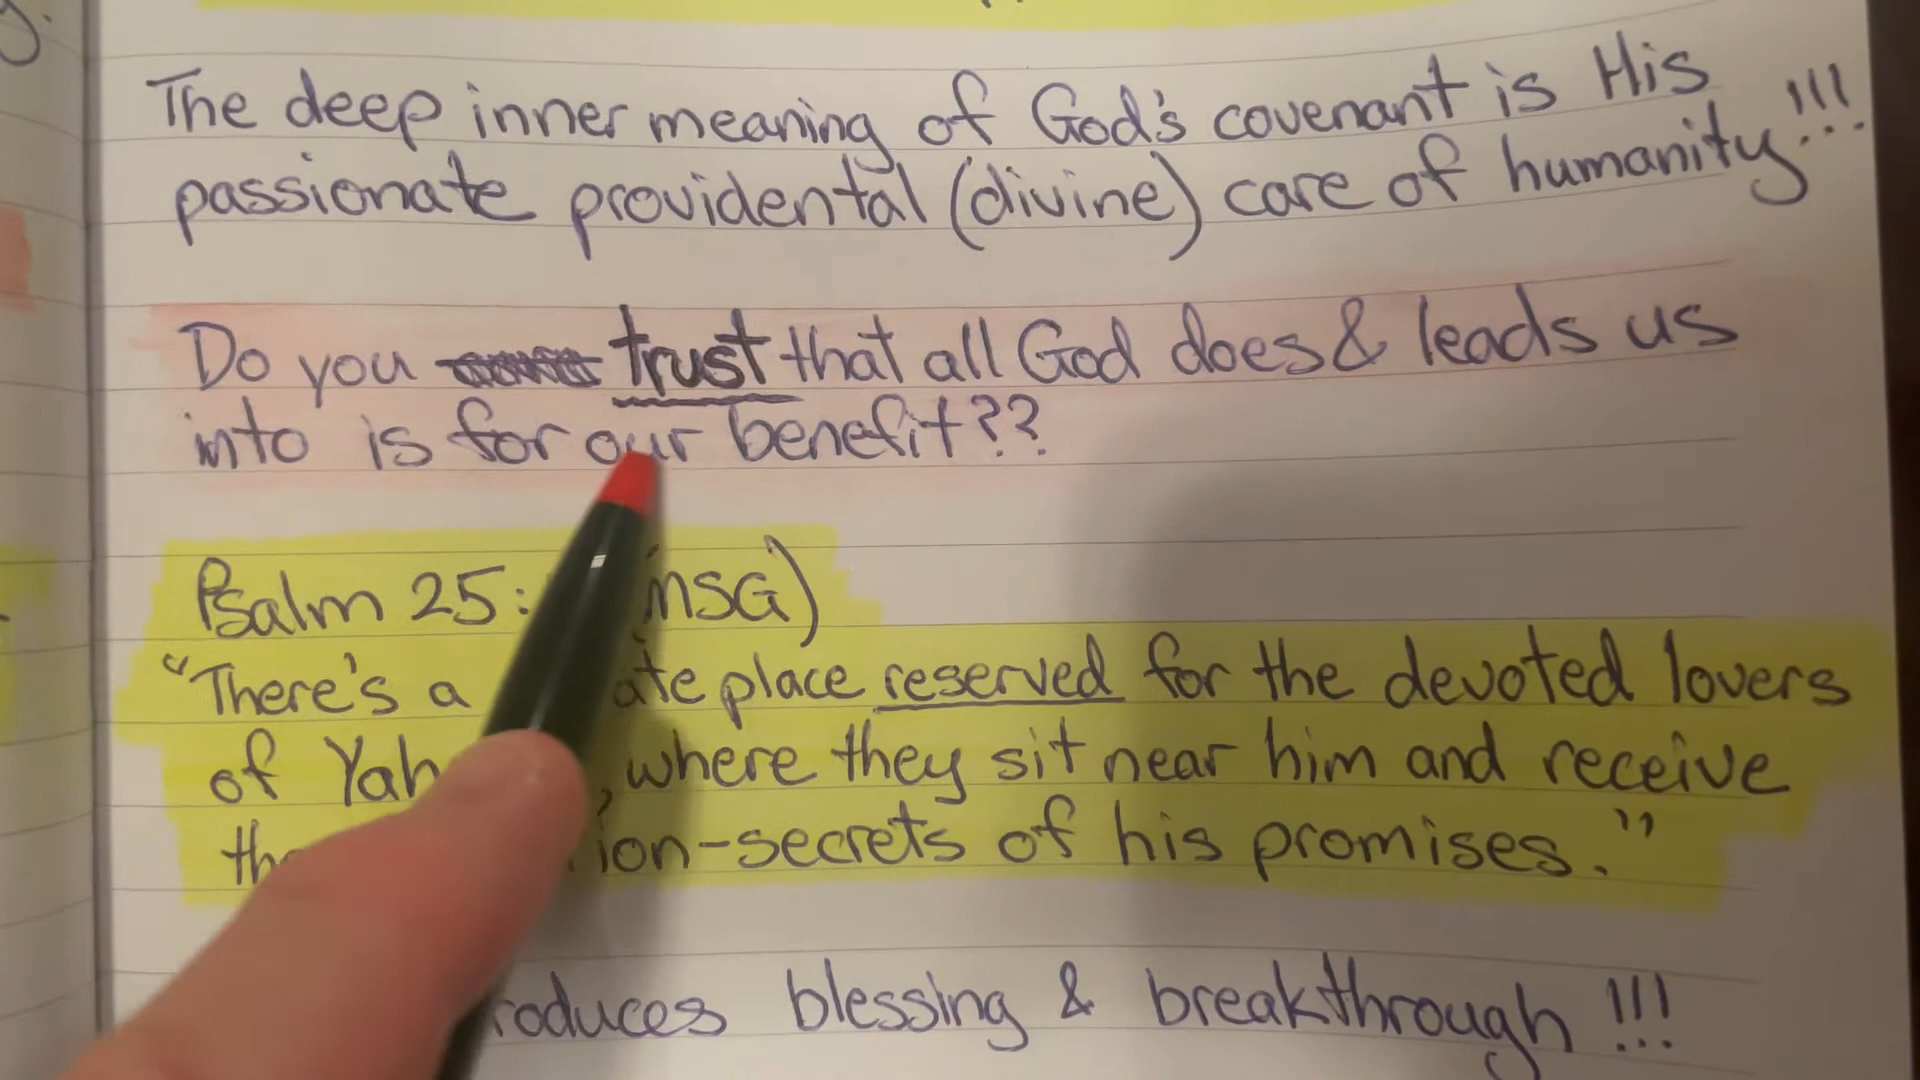 The deep inner meaning of God's covenant is His
passionate providental (divine) care of humanity!!!
Do you trust that all God does & leads us
into is for our benefit??
Psalm 25: MSG)
"There's a ate place reserved for the devoted lovers
of Yah , where they sit near him and receive
the ion-secrets of his promises."
roduces blessing & breakthrough !!!